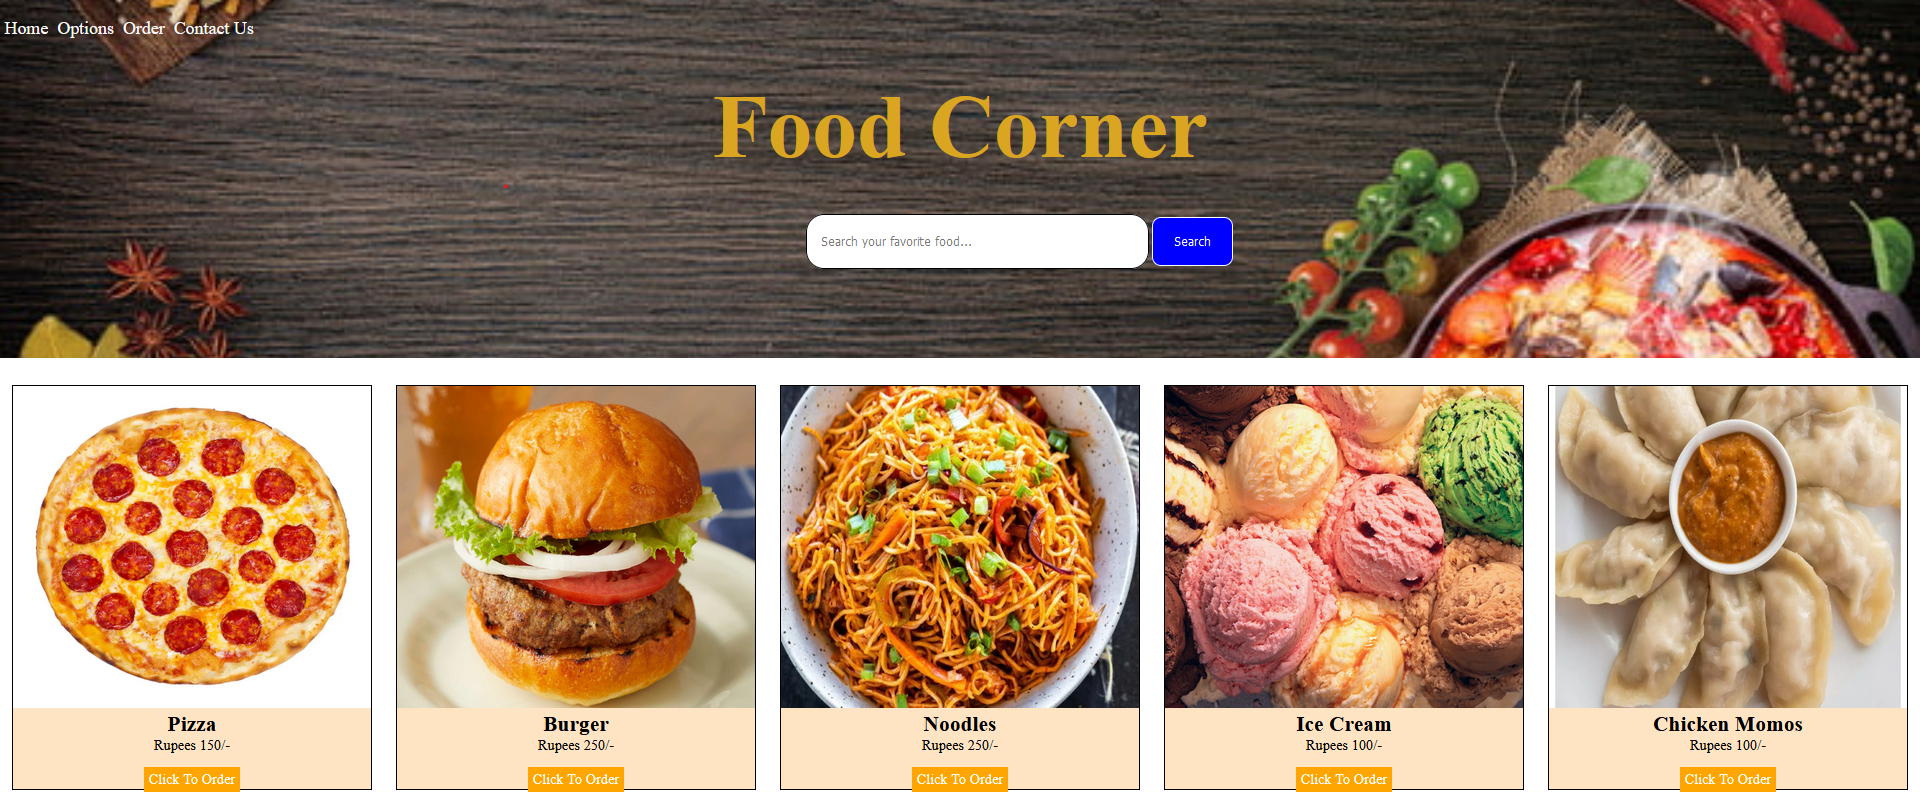 Home Options Order Contact Us
Food Corner
Search your favorite food...
Search
Pizza
Rupees 150/-
Click To Order
Burger
Rupees 250/-
Click To Order
Noodles
Rupees 250/-
Click To Order
Ice Cream
Rupees 100/-
Click To Order
Chicken Momos
Rupees 100/-
Click To Order